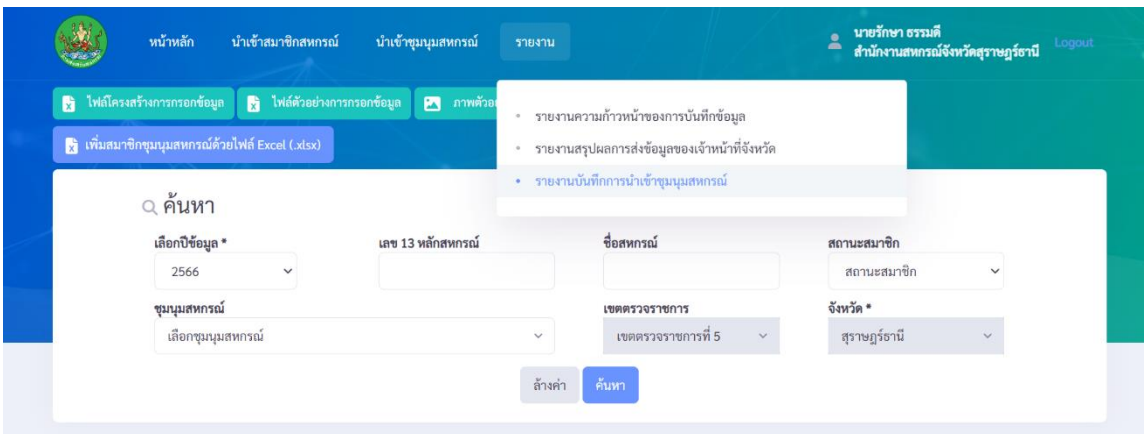 หน้าหลัก นำเข้าสมาชิกสหกรณ์ นำเข้าชุมนุมสหกรณ์ รายงาน
นายรักษา ธรรมดี
สำนักงานสหกรณ์จังหวัดสุราษฎร์ธานี
Logout
ไฟล์โครงสร้างการกรอกข้อมูล ไฟล์ตัวอย่างการกรอกข้อมูล
เพิ่มสมาชิกชุมนุมสหกรณ์ด้วยไฟล์ Excel (.xlsx)
รายงานความก้าวหน้าของการบันทึกข้อมูล
รายงานสรุปผลการส่งข้อมูลของเจ้าหน้าที่จังหวัด
รายงานบันทึกการนำเข้าชุมนุมสหกรณ์
ค้นหา
เลือกปีข้อมูล * เลข 13 หลักสหกรณ์ ชื่อสหกรณ์ สถานะสมาชิก
2566 สถานะสมาชิก
ชุมนุมสหกรณ์ เขตตรวจราชการ จังหวัด *
เลือกชุมนุมสหกรณ์ เขตตรวจราชการที่ 5 สุราษฎร์ธานี
ล้างค่า ค้นหา